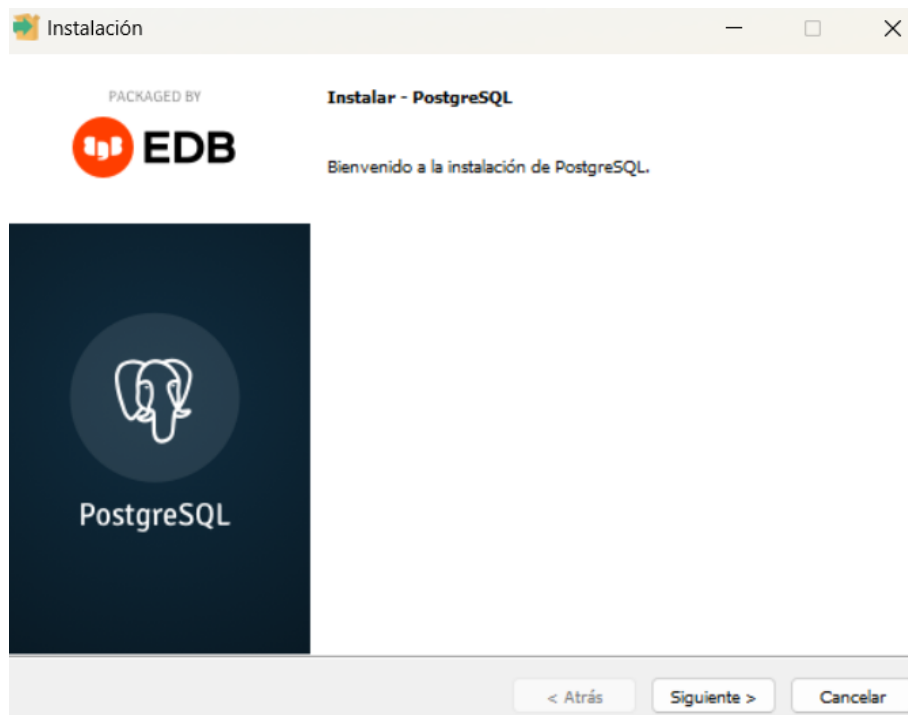 Instalación
PACKAGED BY
EDB
Instalar - PostgreSQL
Bienvenido a la instalación de PostgreSQL.
PostgreSQL
< Atrás
Siguiente >
Cancelar